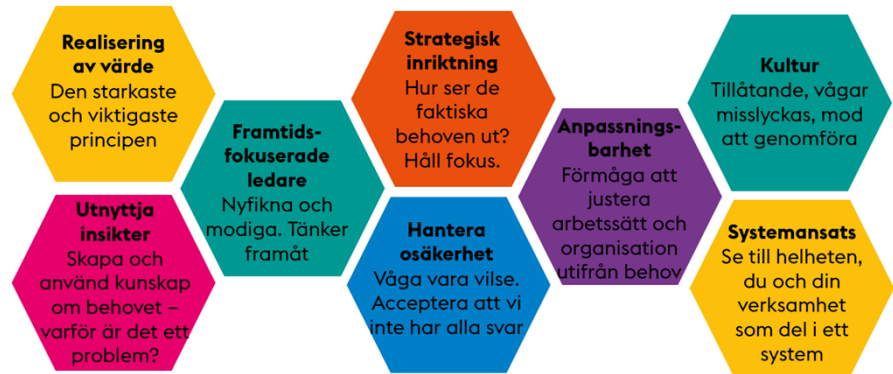 Realisering
av värde
Den starkaste
och viktigaste
principen
Utnyttja
insikter
Skapa och
använd kunskap
om behovet –
varför är det ett
problem?
Framtids-
fokuserade
ledare
Nyfikna och
modiga. Tänker
framåt
Strategisk
inriktning
Hur ser de
faktiska
behoven ut?
Håll fokus.
Hantera
osäkerhet
Våga vara vilse.
Acceptera att vi
inte har alla svar
Anpassnings-
barhet
Förmåga att
justera
arbetssätt och
organisation
utifrån behov
Kultur
Tillåtande, vågar
misslyckas, mod
att genomföra
Systemansats
Se till helheten,
du och din
verksamhet
som del i ett
system